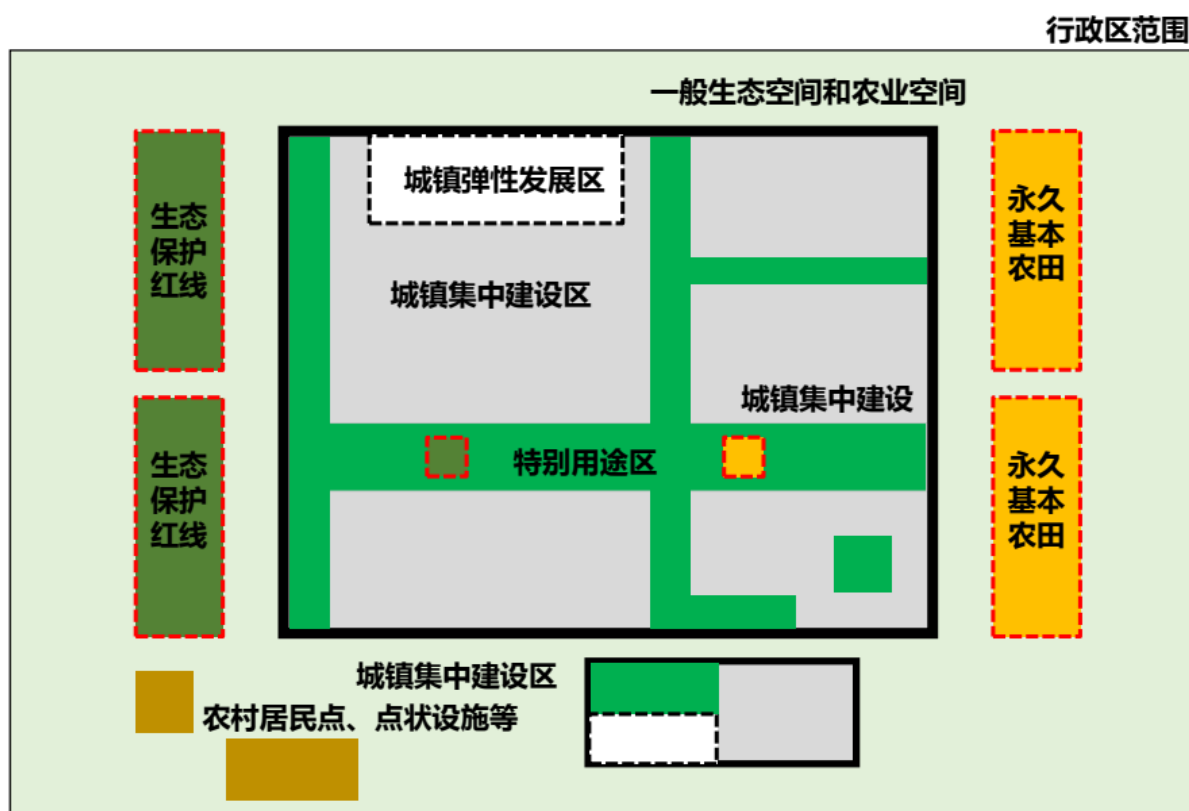 行政区范围
一般生态空间和农业空间
城镇弹性发展区
生态
保护
红线
永久
基本
农田
城镇集中建设区
城镇集中建设
生态
保护
红线
特别用途区
永久
基本
农田
城镇集中建设区
农村居民点、点状设施等